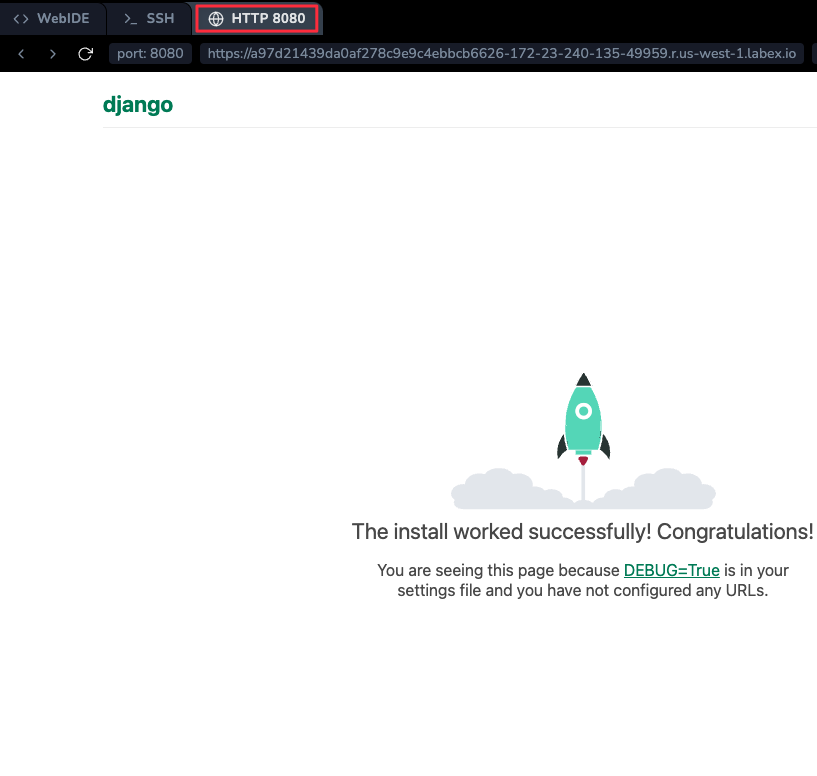 WebIDE
SSH
HTTP 8080
port: 8080
https://a97d21439da0af278c9e9c4ebbcb6626-172-23-240-135-49959.r.us-west-1.labex.io
django
The install worked successfully! Congratulations!
You are seeing this page because DEBUG=True is in your
settings file and you have not configured any URLs.